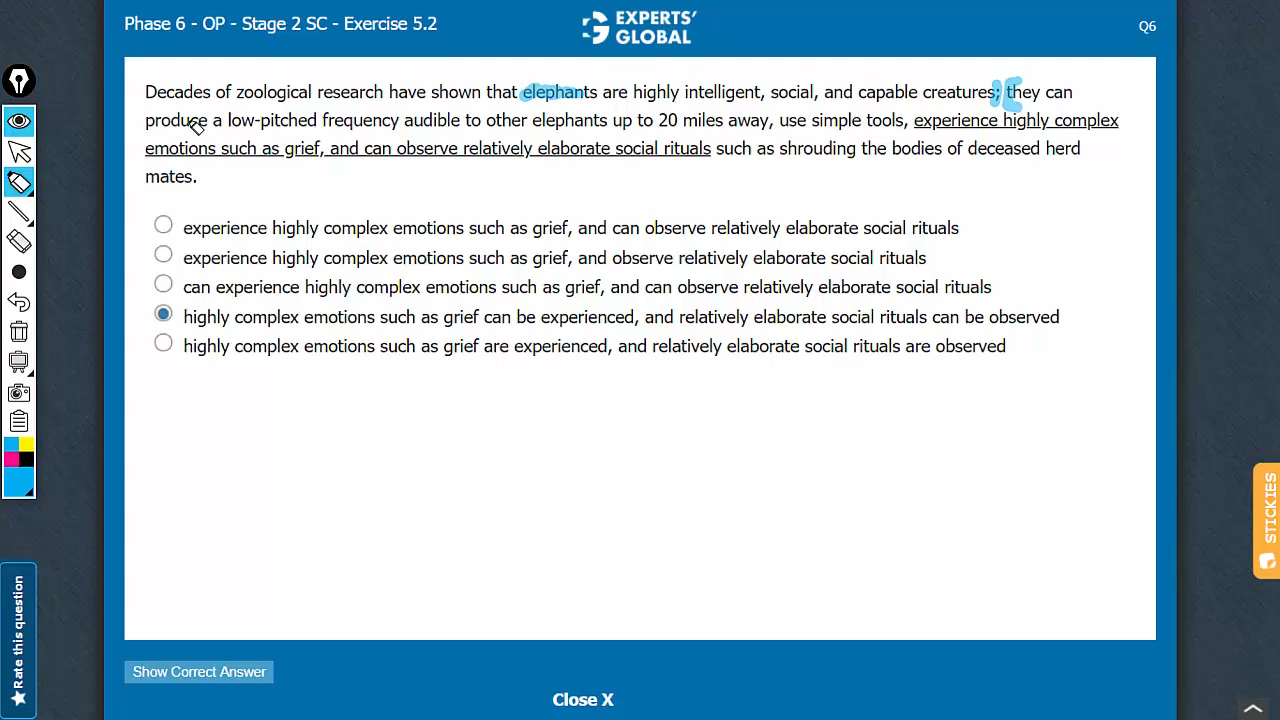 Phase 6 - OP - Stage 2 SC - Exercise 5.2
EXPERTS'
GLOBAL
Q6
Decades of zoological research have shown that elephants are highly intelligent, social, and capable creatures; they can
produce a low-pitched frequency audible to other elephants up to 20 miles away, use simple tools, experience highly complex
emotions such as grief, and can observe relatively elaborate social rituals such as shrouding the bodies of deceased herd
mates.
experience highly complex emotions such as grief, and can observe relatively elaborate social rituals
experience highly complex emotions such as grief, and observe relatively elaborate social rituals
can experience highly complex emotions such as grief, and can observe relatively elaborate social rituals
highly complex emotions such as grief can be experienced, and relatively elaborate social rituals can be observed
highly complex emotions such as grief are experienced, and relatively elaborate social rituals are observed
Show Correct Answer
Close X
Rate this question
STICKIES